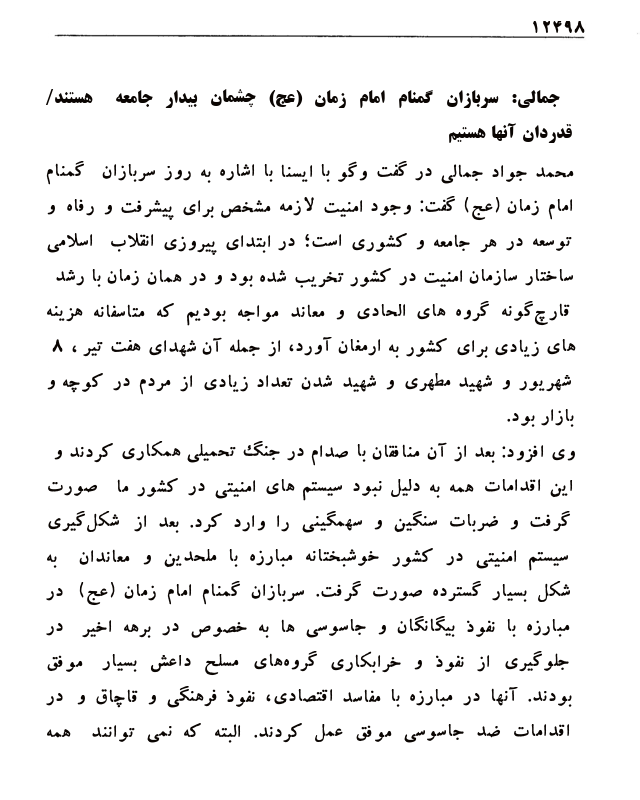 ۱۲۴۹۸
جمالی: سربازان گمنام امام زمان (عج) چشمان بیدار جامعه هستند/
قدردان آنها هستیم
محمد جواد جمالی در گفت وگو با ایسنا با اشاره به روز سربازان گمنام
امام زمان (عج) گفت: وجود امنیت لازمه مشخص برای پیشرفت و رفاه و
توسعه در هر جامعه و کشوری است؛ در ابتدای پیروزی انقلاب اسلامی
ساختار سازمان امنیت در کشور تخریب شده بود و در همان زمان با رشد
قارچ‌گونه گروه های الحادی و معاند مواجه بودیم که متاسفانه هزینه
های زیادی برای کشور به ارمغان آورد، از جمله آن شهدای هفت تیر ، ۸
شهریور و شهید مطهری و شهید شدن تعداد زیادی از مردم در کوچه و
بازار بود.
وی افزود: بعد از آن منافقان با صدام در جنگ تحمیلی همکاری کردند و
این اقدامات همه به دلیل نبود سیستم های امنیتی در کشور ما صورت
گرفت و ضربات سنگین و سهمگینی را وارد کرد. بعد از شکل‌گیری
سیستم امنیتی در کشور خوشبختانه مبارزه با ملحدین و معاندان به
شکل بسیار گسترده صورت گرفت. سربازان گمنام امام زمان (عج) در
مبارزه با نفوذ بیگانگان و جاسوسی ها به خصوص در برهه اخیر در
جلوگیری از نفوذ و خرابکاری گروه‌های مسلح داعش بسیار موفق
بودند. آنها در مبارزه با مفاسد اقتصادی، نفوذ فرهنگی و قاچاق و در
اقدامات ضد جاسوسی موفق عمل کردند. البته که نمی توانند همه